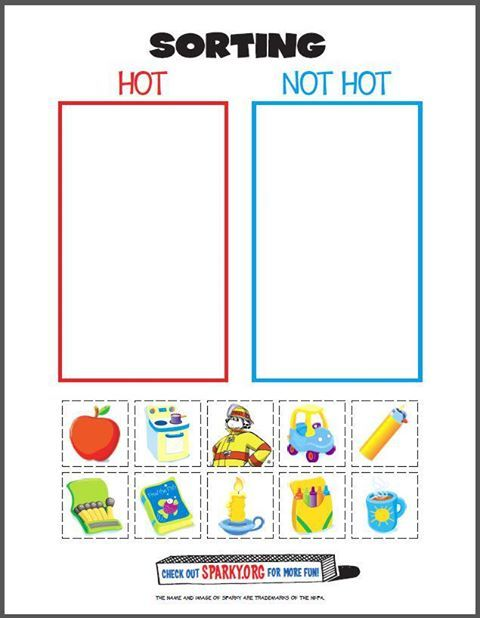 SORTING
HOT
NOT HOT
CHECK OUT SPARKY.ORG FOR MORE FUN!
THE NAME AND IMAGE OF SPARKY ARE TRADEMARKS OF THE NFPA.